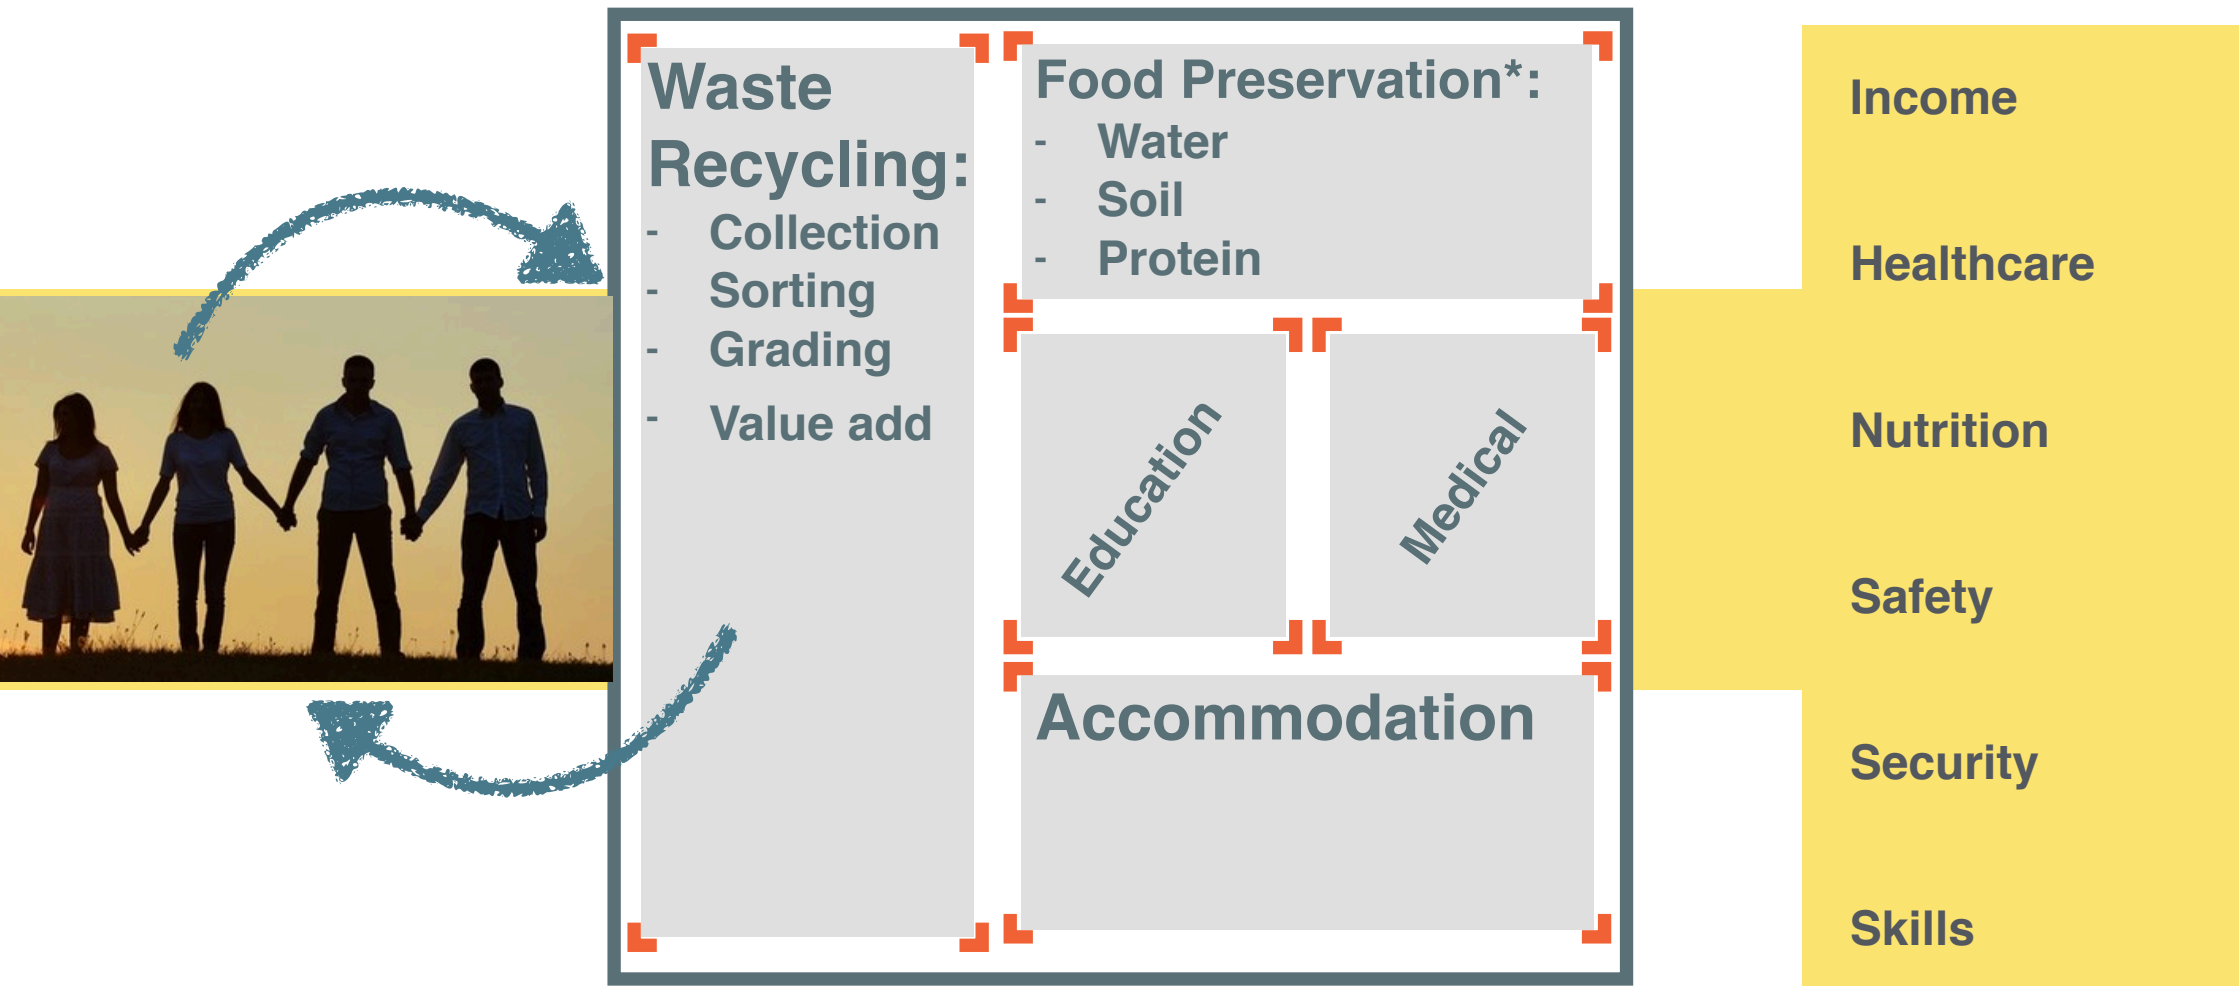 Waste
Recycling:
- Collection
- Sorting
- Grading
- Value add
Food Preservation*:
- Water
- Soil
- Protein
Education
Medical
Accommodation
Income
Healthcare
Nutrition
Safety
Security
Skills